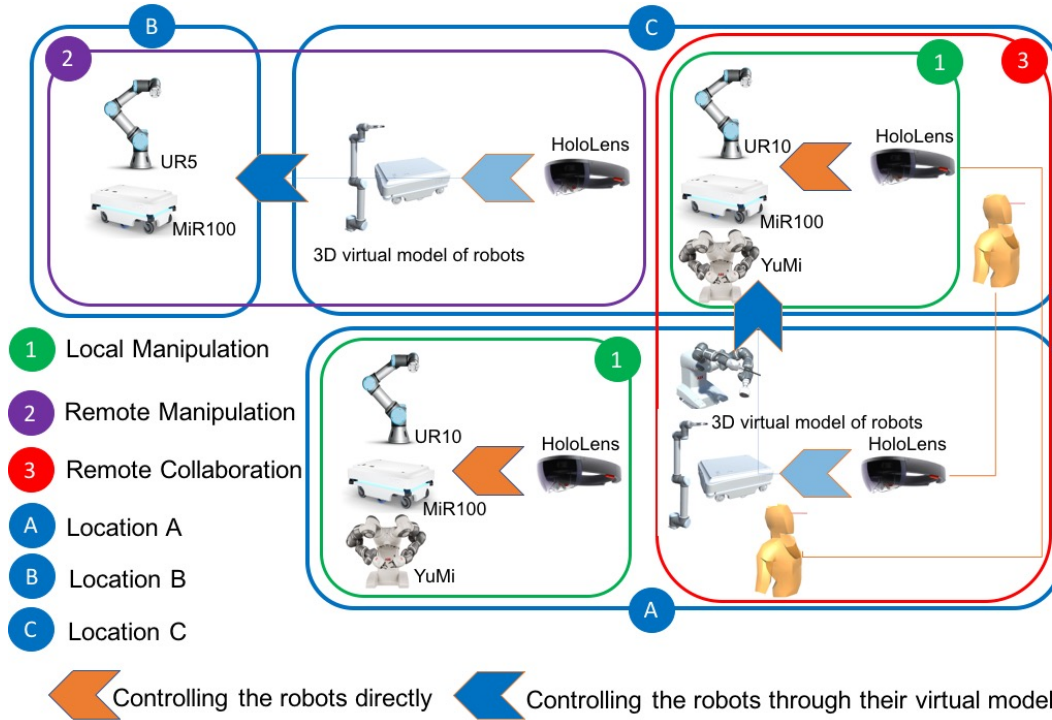 B
C
2
1
3
UR5
MiR100
HoloLens
3D virtual model of robots
UR10
HoloLens
MiR100
YuMi
1 Local Manipulation
2 Remote Manipulation
3 Remote Collaboration
A Location A
B Location B
C Location C
1
UR10
HoloLens
MiR100
YuMi
3D virtual model of robots
HoloLens
A
Controlling the robots directly
Controlling the robots through their virtual model